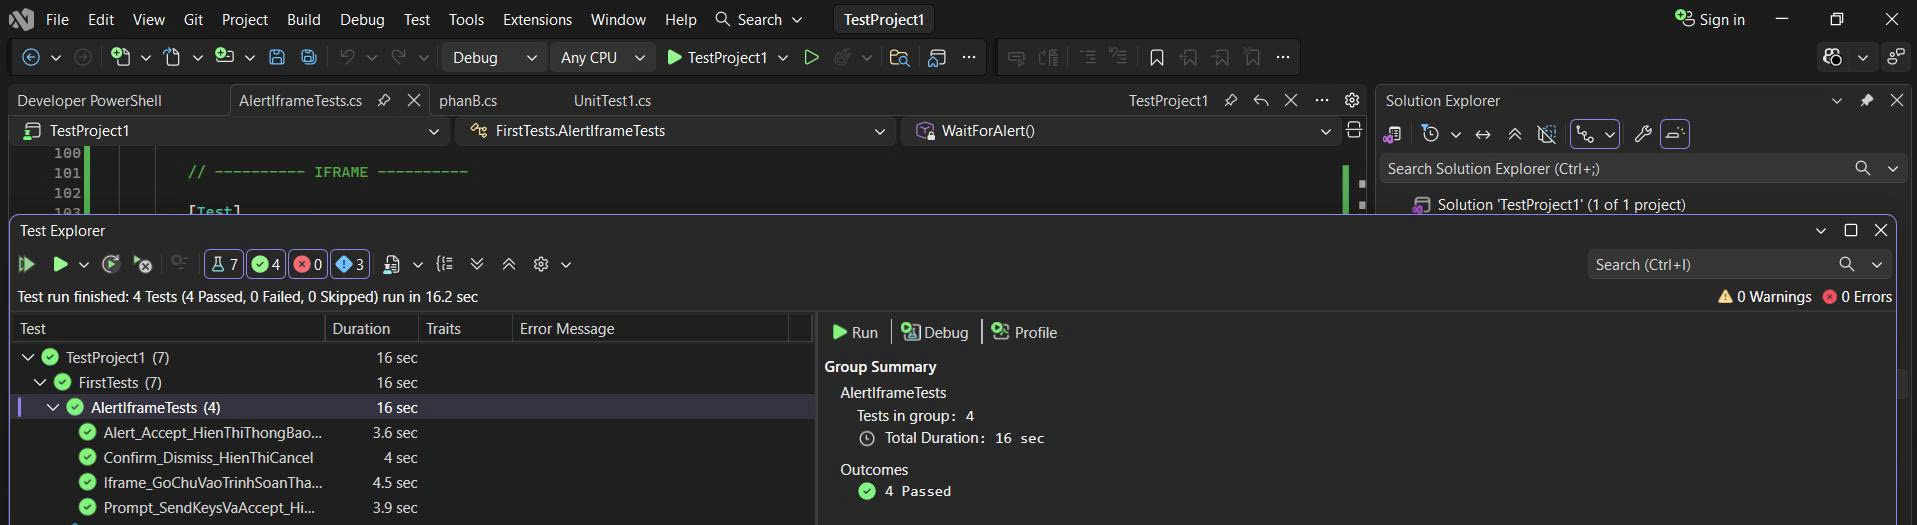 File Edit View Git Project Build Debug Test Tools Extensions Window Help Search TestProject1 Sign in
Debug Any CPU TestProject1
Developer PowerShell AlertIframeTests.cs phanB.cs UnitTest1.cs TestProject1 Solution Explorer
TestProject1 FirstTests.AlertIframeTests WaitForAlert()
100
101 // ---------- IFRAME ----------
102
103 [Test]
Search Solution Explorer (Ctrl+;)
Solution 'TestProject1' (1 of 1 project)
Test Explorer
7 4 0 3 Search (Ctrl+I)
Test run finished: 4 Tests (4 Passed, 0 Failed, 0 Skipped) run in 16.2 sec 0 Warnings 0 Errors
Test Duration Traits Error Message
TestProject1 (7) 16 sec
FirstTests (7) 16 sec
AlertIframeTests (4) 16 sec
Alert_Accept_HienThiThongBao... 3.6 sec
Confirm_Dismiss_HienThiCancel 4 sec
Iframe_GoChuVaoTrinhSoanTha... 4.5 sec
Prompt_SendKeysVaAccept_Hi... 3.9 sec
Run Debug Profile
Group Summary
AlertIframeTests
Tests in group: 4
Total Duration: 16 sec
Outcomes
4 Passed